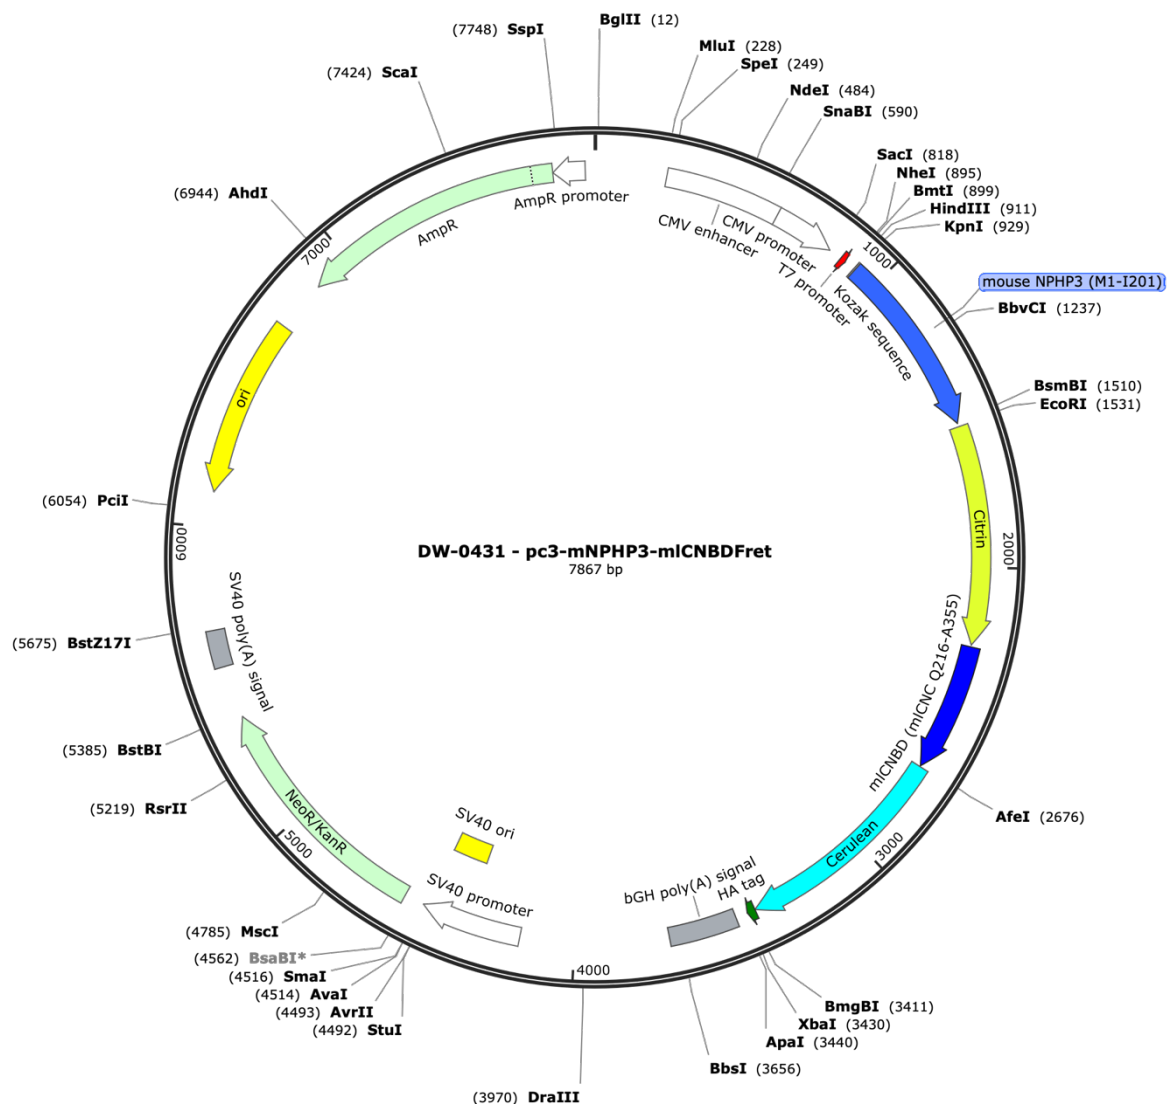 (7748) SspI
BglII (12)
MluI (228)
SpeI (249)
NdeI (484)
SnaBI (590)
SacI (818)
NheI (895)
BmtI (899)
HindIII (911)
KpnI (929)
1000
mouse NPHP3 (M1-I201)
BbvCI (1237)
BsmBI (1510)
EcoRI (1531)
(7424) ScaI
(6944) AhdI
7000
AmpR
AmpR promoter
CMV enhancer
CMV promoter
T7 promoter
Kozak sequence
ori
Citrin
2000
(6054) PciI
6000
DW-0431 - pc3-mNPHP3-mlCNBDFret
7867 bp
(5675) BstZ17I
SV40 poly(A) signal
mlCNBD (mlCNC Q216-A355)
(5385) BstBI
(5219) RsrII
AfeI (2676)
NeoR/KanR
5000
SV40 ori
SV40 promoter
bGH poly(A) signal
HA tag
Cerulean
3000
4000
(4785) MscI
(4562) BsaBI*
(4516) SmaI
(4514) AvaI
(4493) AvrII
(4492) StuI
BmgBI (3411)
XbaI (3430)
ApaI (3440)
BbsI (3656)
(3970) DraIII